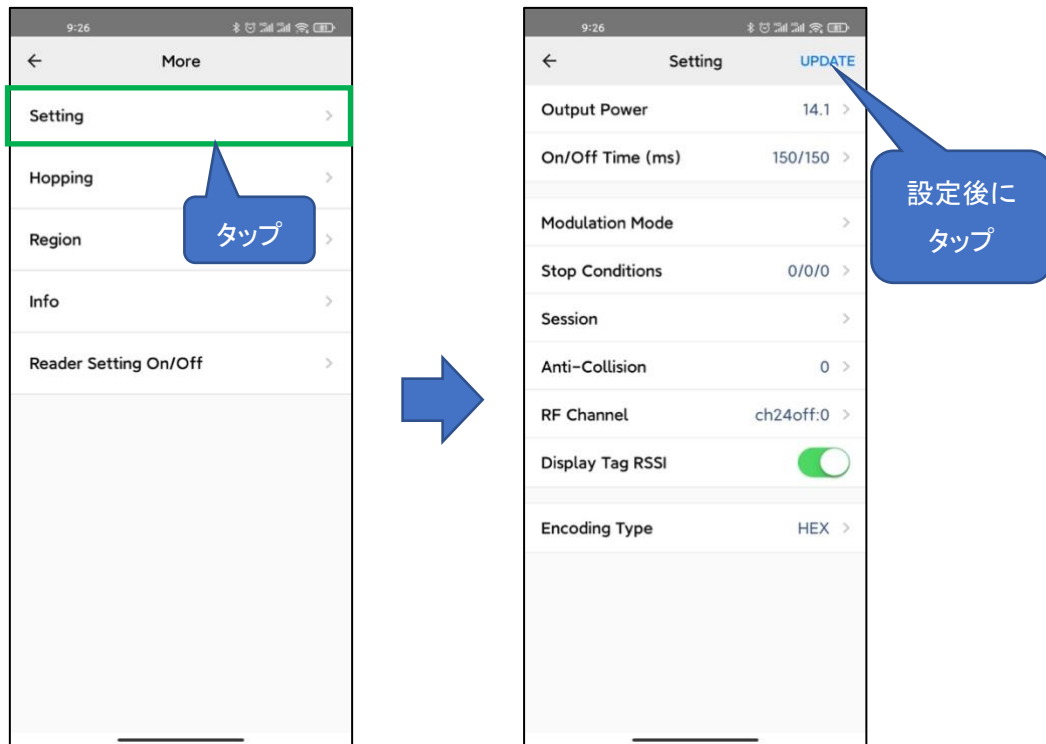 9:26
More
Setting
Hopping
Region
Info
Reader Setting On/Off
タップ
9:26
Setting
UPDATE
Output Power 14.1
On/Off Time (ms) 150/150
Modulation Mode
Stop Conditions 0/0/0
Session
Anti-Collision 0
RF Channel ch24off:0
Display Tag RSSI
Encoding Type HEX
設定後に
タップ